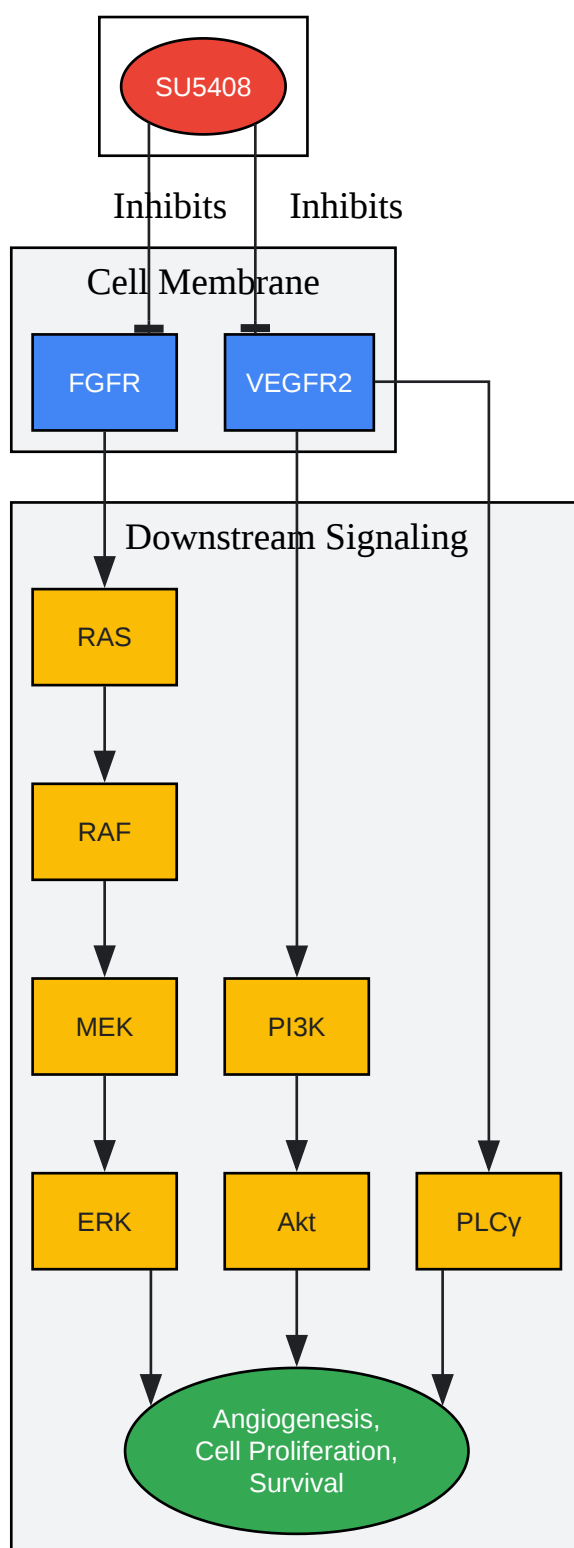 SU5408
Inhibits
Inhibits
Cell Membrane
FGFR
VEGFR2
Downstream Signaling
RAS
RAF
MEK
PI3K
ERK
Akt
PLCγ
Angiogenesis,
Cell Proliferation,
Survival